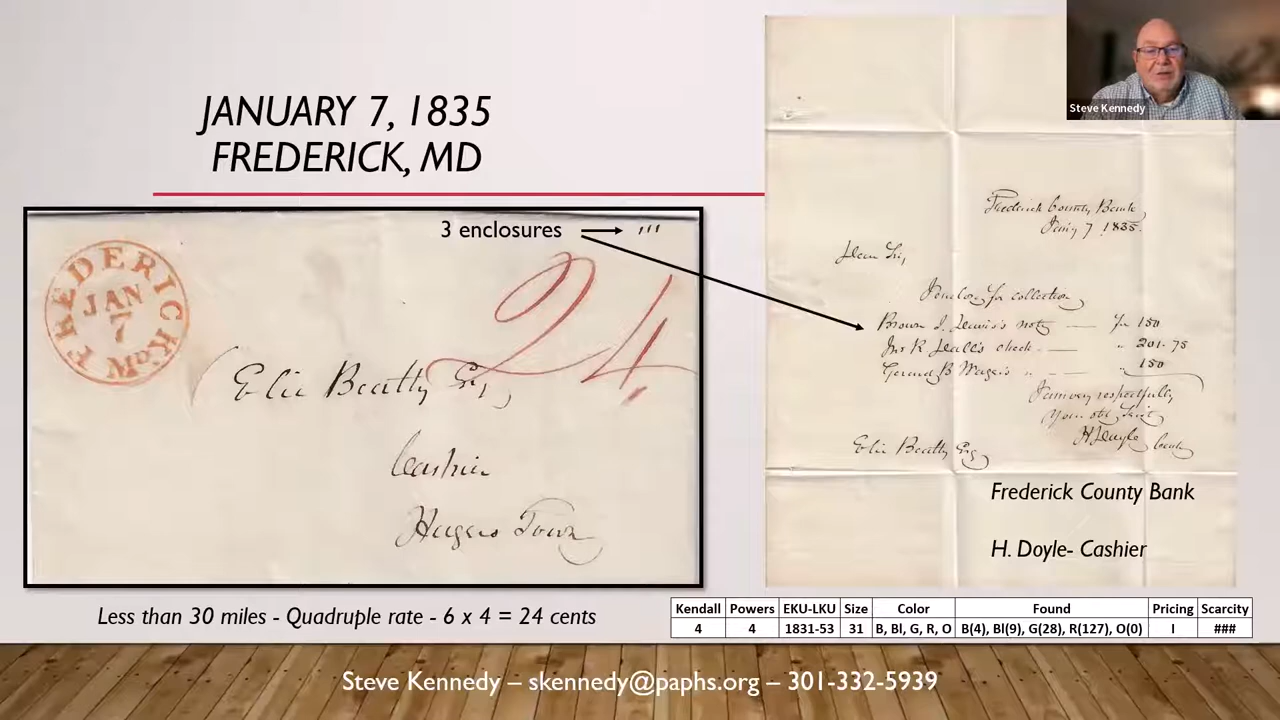 Steve Kennedy
JANUARY 7, 1835
FREDERICK, MD
3 enclosures
FREDERICK Md
JAN
7
24
Elie Beatty Esq,
Cashier
Hagers Town
Frederick County Bank
Jany 7 1835.
Dear Sir,
for collection
Brown & Lewis's note — for 150
Jno R check — " 201.75
" — " 150
I am very respectfully
Your obt Servt
H Doyle Cash
Elie Beatty Esq
Frederick County Bank
H. Doyle- Cashier
Less than 30 miles - Quadruple rate - 6 x 4 = 24 cents
Kendall Powers EKU-LKU Size Color Found Pricing Scarcity
4 4 1831-53 31 B, Bl, G, R, O B(4), Bl(9), G(28), R(127), O(0) I ###
Steve Kennedy – skennedy@paphs.org – 301-332-5939